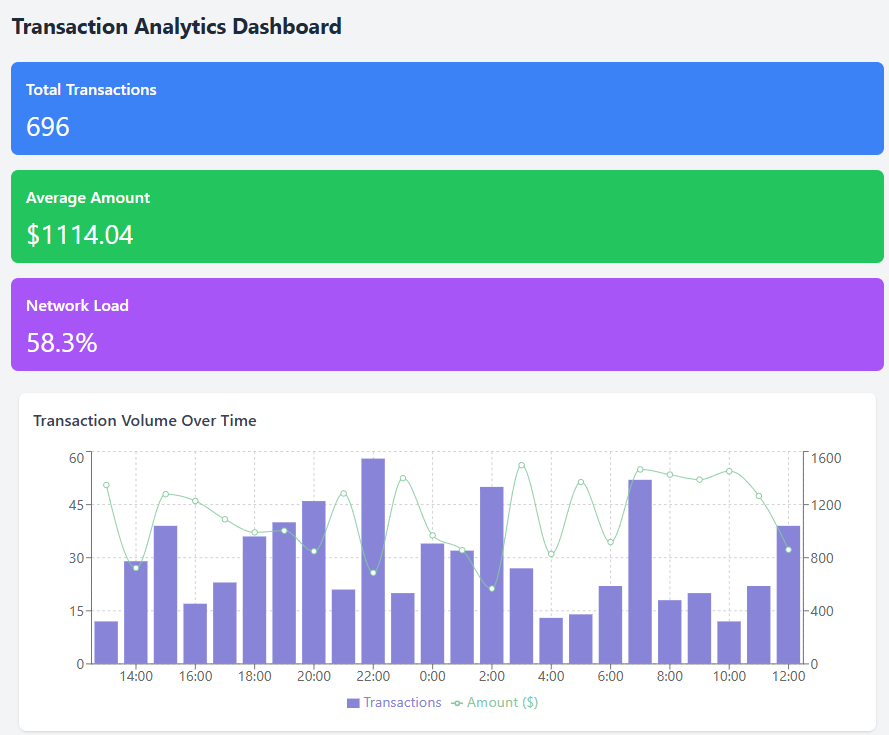 Transaction Analytics Dashboard
Total Transactions
696
Average Amount
$1114.04
Network Load
58.3%
Transaction Volume Over Time
60
45
30
15
0
1600
1200
800
400
0
14:00 16:00 18:00 20:00 22:00 0:00 2:00 4:00 6:00 8:00 10:00 12:00
Transactions Amount ($)